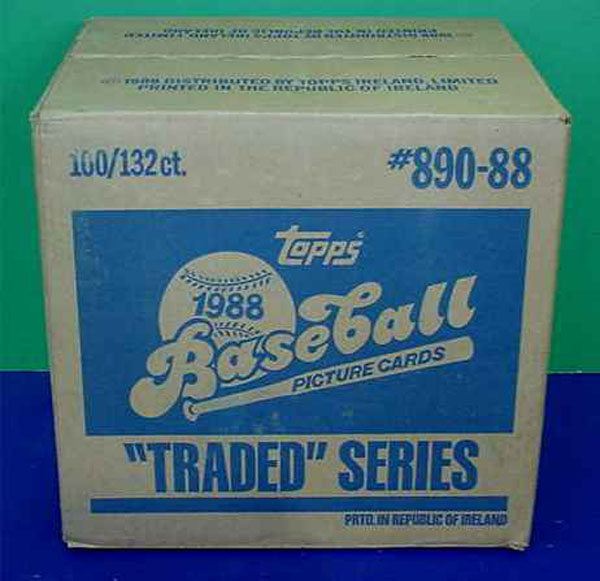 © 1988 DISTRIBUTED BY TOPPS IRELAND, LIMITED
PRINTED IN THE REPUBLIC OF IRELAND
100/132 ct.
#890-88
topps
1988
Baseball
PICTURE CARDS
"TRADED" SERIES
PRTD. IN REPUBLIC OF IRELAND